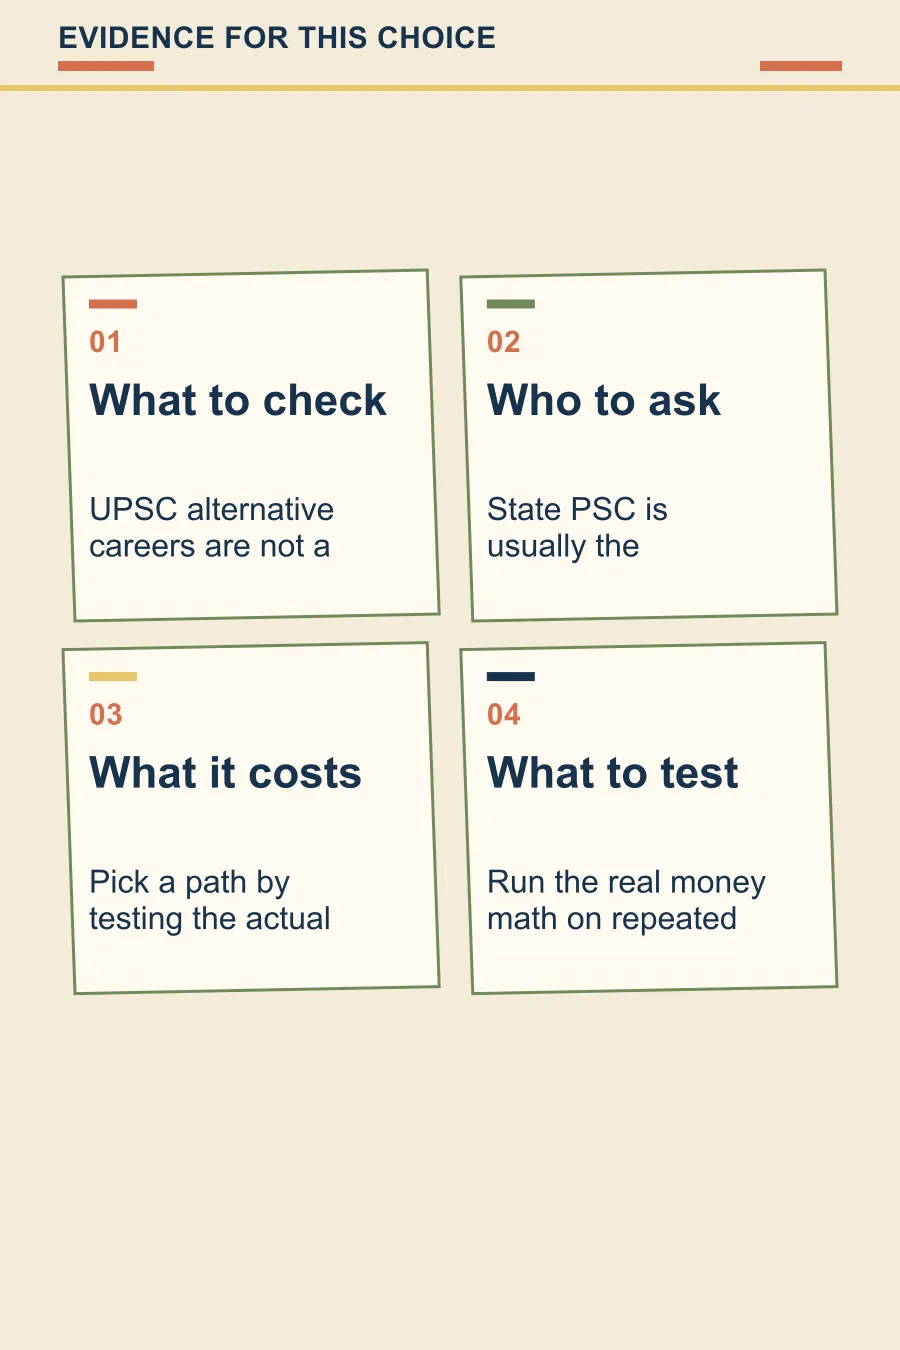 EVIDENCE FOR THIS CHOICE
01
What to check
UPSC alternative
careers are not a
02
Who to ask
State PSC is
usually the
03
What it costs
Pick a path by
testing the actual
04
What to test
Run the real money
math on repeated